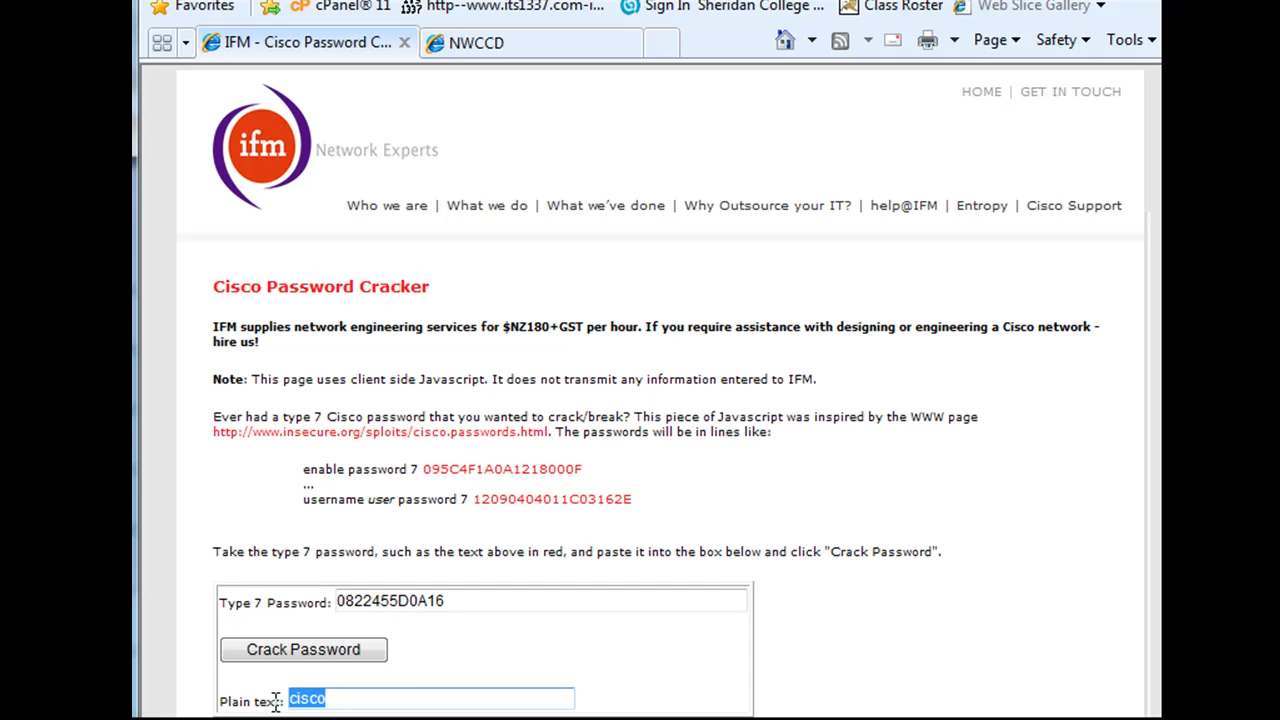 Favorites cPanel® 11 http--www.its1337.com-i... Sign In Sheridan College ... Class Roster Web Slice Gallery
IFM - Cisco Password C... NWCCD Page Safety Tools
HOME | GET IN TOUCH
ifm Network Experts
Who we are | What we do | What we've done | Why Outsource your IT? | help@IFM | Entropy | Cisco Support
Cisco Password Cracker
IFM supplies network engineering services for $NZ180+GST per hour. If you require assistance with designing or engineering a Cisco network -
hire us!
Note: This page uses client side Javascript. It does not transmit any information entered to IFM.
Ever had a type 7 Cisco password that you wanted to crack/break? This piece of Javascript was inspired by the WWW page
http://www.insecure.org/sploits/cisco.passwords.html. The passwords will be in lines like:
enable password 7 095C4F1A0A1218000F
...
username user password 7 12090404011C03162E
Take the type 7 password, such as the text above in red, and paste it into the box below and click "Crack Password".
Type 7 Password: 0822455D0A16
Crack Password
Plain text: cisco